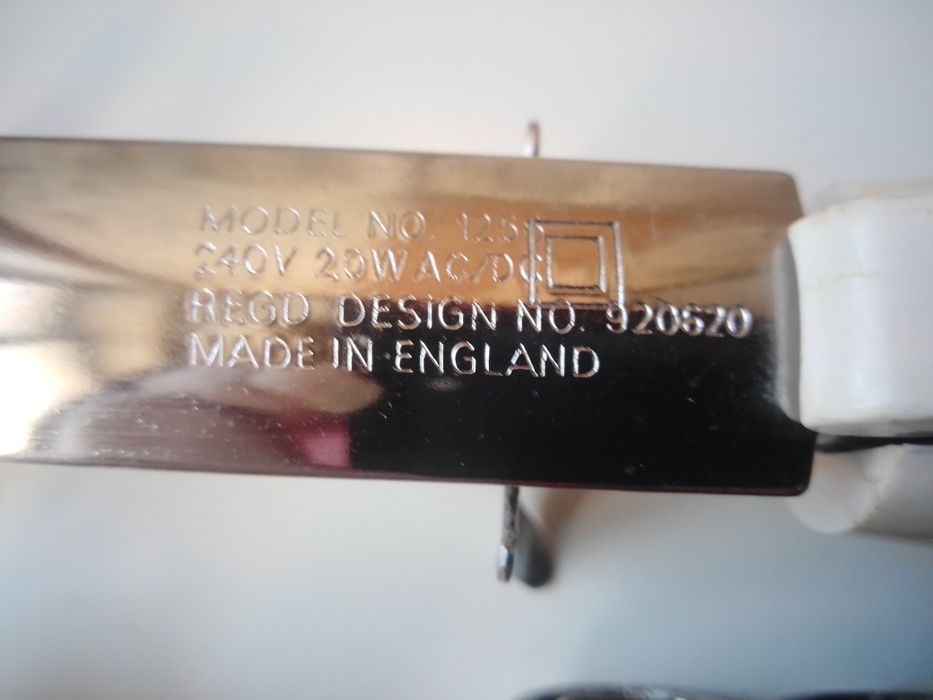 MODEL NO. 125
240V 20W AC/DC
REGD DESIGN NO. 920620
MADE IN ENGLAND